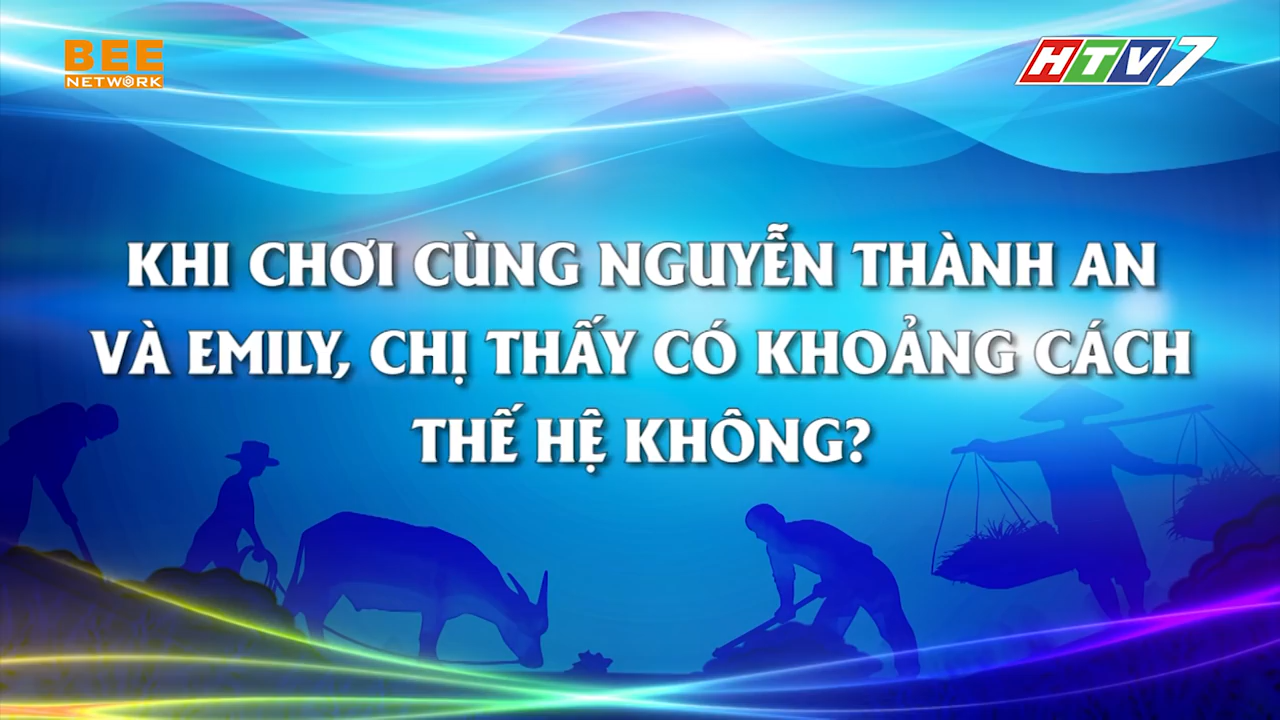 BEE
NETWORK
HTV7
KHI CHƠI CÙNG NGUYỄN THÀNH AN
VÀ EMILY, CHỊ THẤY CÓ KHOẢNG CÁCH
THẾ HỆ KHÔNG?